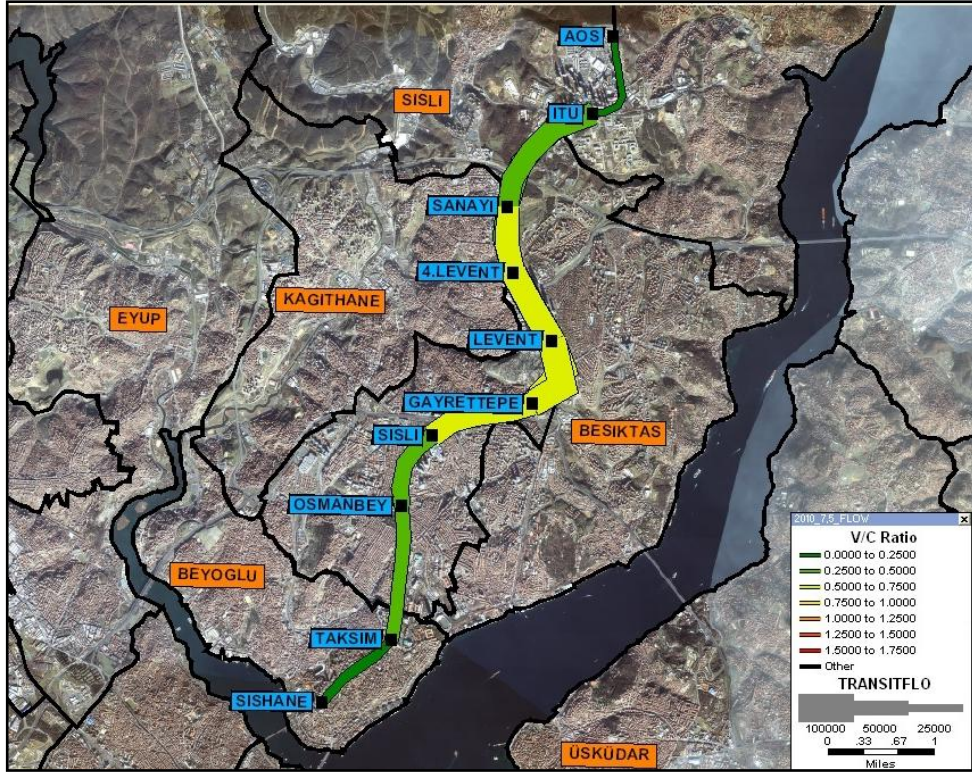 AOS
SISLI
ITU
SANAYI
4.LEVENT
KAGITHANE
EYUP
LEVENT
GAYRETTEPE
SISLI
BESIKTAS
OSMANBEY
BEYOGLU
TAKSIM
SISHANE
ÜSKÜDAR
2010_7,5_FLOW
V/C Ratio
0.0000 to 0.2500
0.2500 to 0.5000
0.5000 to 0.7500
0.7500 to 1.0000
1.0000 to 1.2500
1.2500 to 1.5000
1.5000 to 1.7500
Other
TRANSITFLO
100000 50000 25000
0 .33 .67 1
Miles